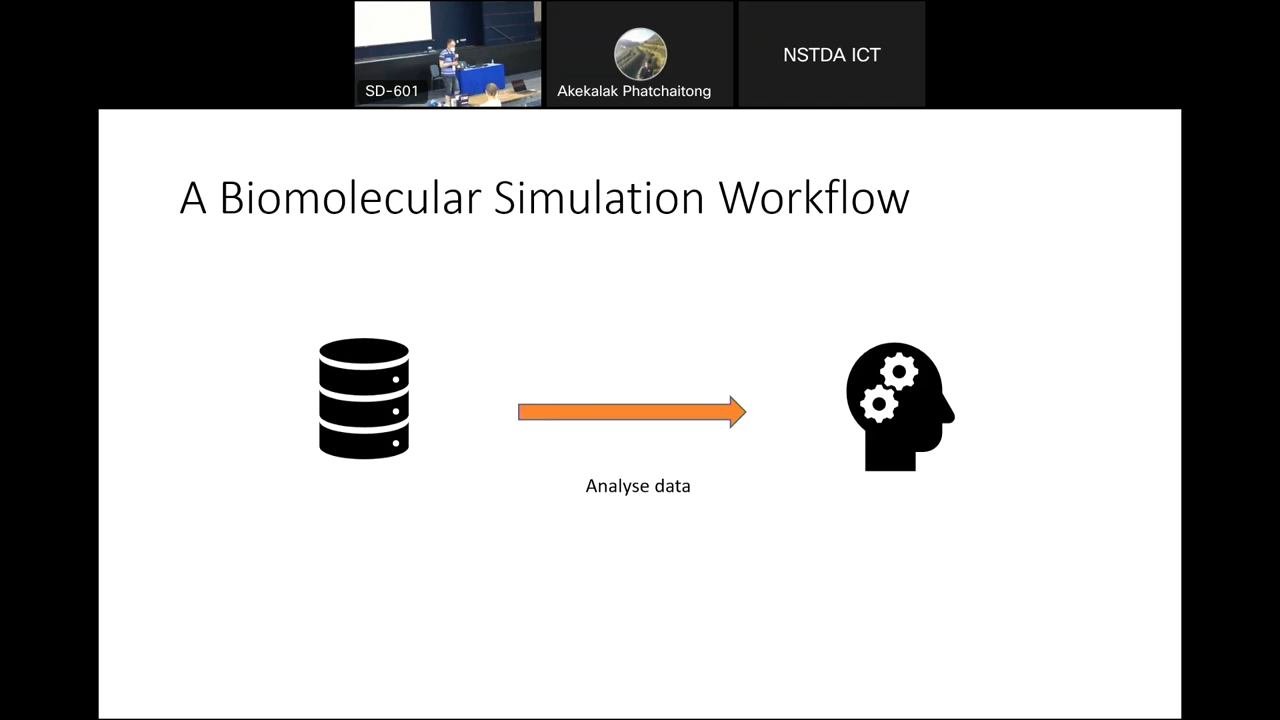 SD-601
Akekalak Phatchaitong
NSTDA ICT
A Biomolecular Simulation Workflow
Analyse data